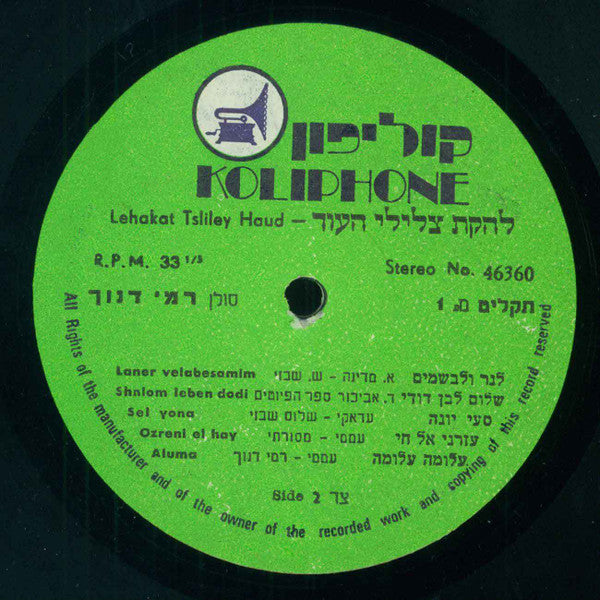 קוליפון
KOLIPHONE
Lehakat Tsliley Haud – להקת צלילי העוד
R.P.M. 33 1/3
Stereo No. 46360
סולן רמי דנוך
תקלים מ. 1
Laner velabesamim לנר ולבשמים א. מדינה - ש. שבזי
Shalom leben dodi שלום לבן דודי ד. אביכזר ספר הפיוטים
Sei yona סעי יונה עדאקי - שלום שבזי
Ozreni el hay עזרני אל חי עממי - מסורתי
Aluma עלומה עלומה עממי - רמי דנוך
Side 2 צד
All Rights of the manufacturer and of the owner of the recorded work and copying of this record reserved